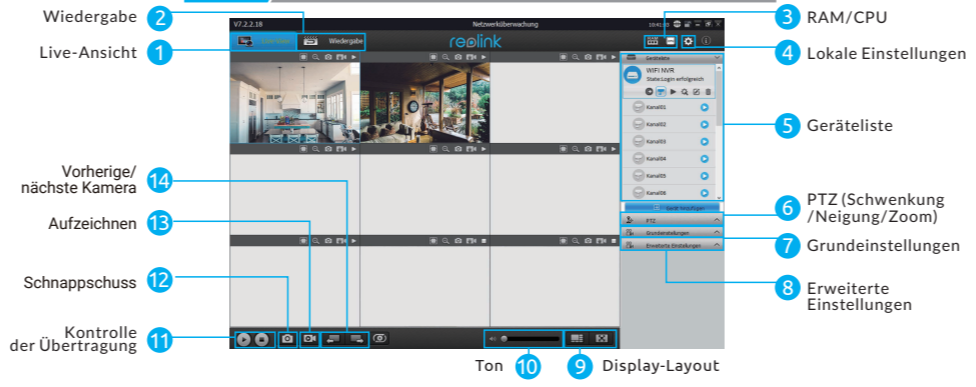 Wiedergabe 2
Live-Ansicht 1
3 RAM/CPU
4 Lokale Einstellungen
5 Geräteliste
6 PTZ (Schwenkung
/Neigung/Zoom)
7 Grundeinstellungen
8 Erweiterte
Einstellungen
Vorherige/
nächste Kamera 14
Aufzeichnen 13
Schnappschuss 12
Kontrolle
der Übertragung 11
Ton 10
9 Display-Layout
V7.2.2.18
Netzwerküberwachung
Wiedergabe
reolink
WIFI NVR
State:Login erfolgreich
Kanal01
Kanal02
Kanal03
Kanal04
Kanal05
Kanal06
Gerät hinzufügen
PTZ
Grundeinstellungen
Erweiterte Einstellungen